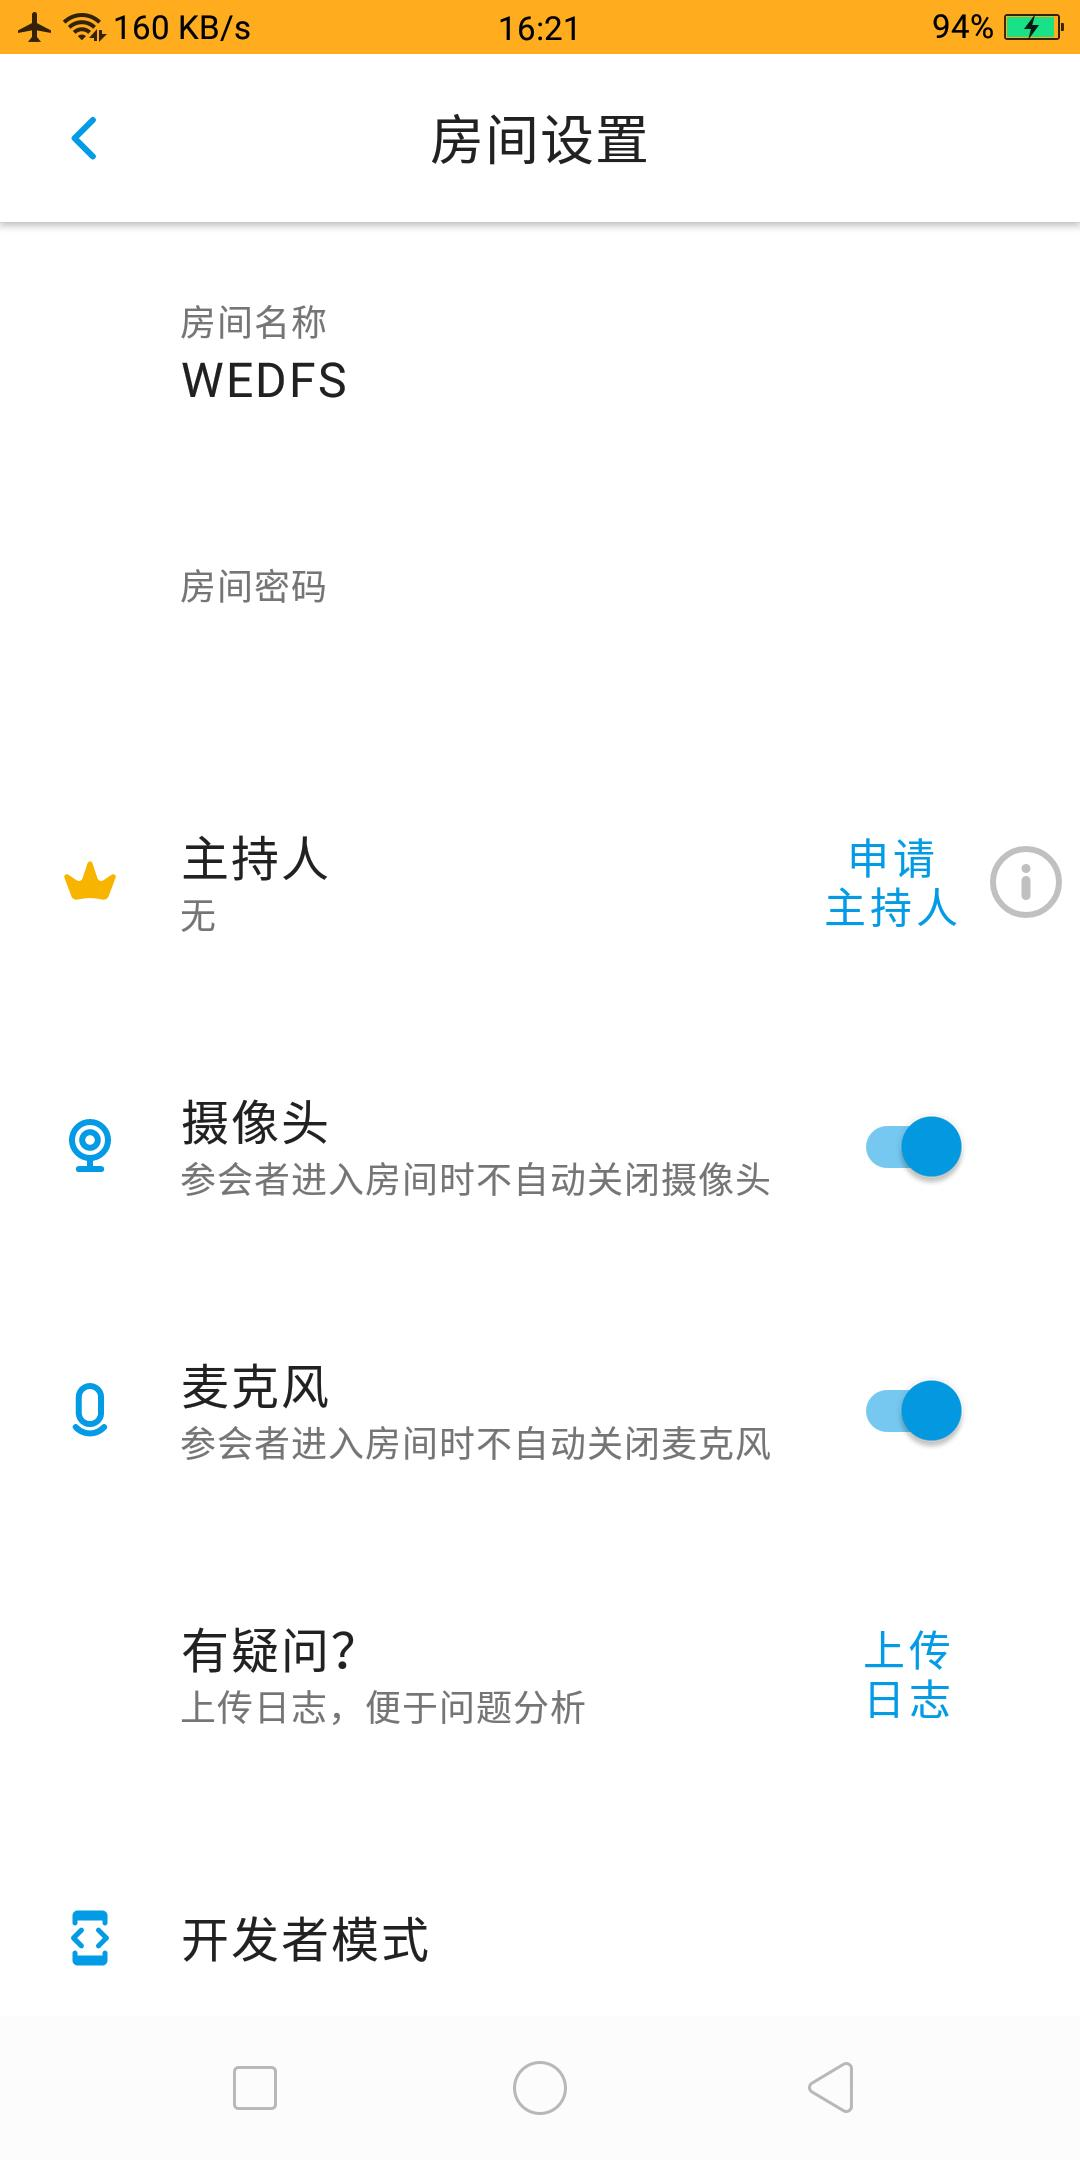 160 KB/s
16:21
94%
房间设置
房间名称
WEDFS
房间密码
主持人
无
申请
主持人
摄像头
参会者进入房间时不自动关闭摄像头
麦克风
参会者进入房间时不自动关闭麦克风
有疑问?
上传日志，便于问题分析
上传
日志
开发者模式